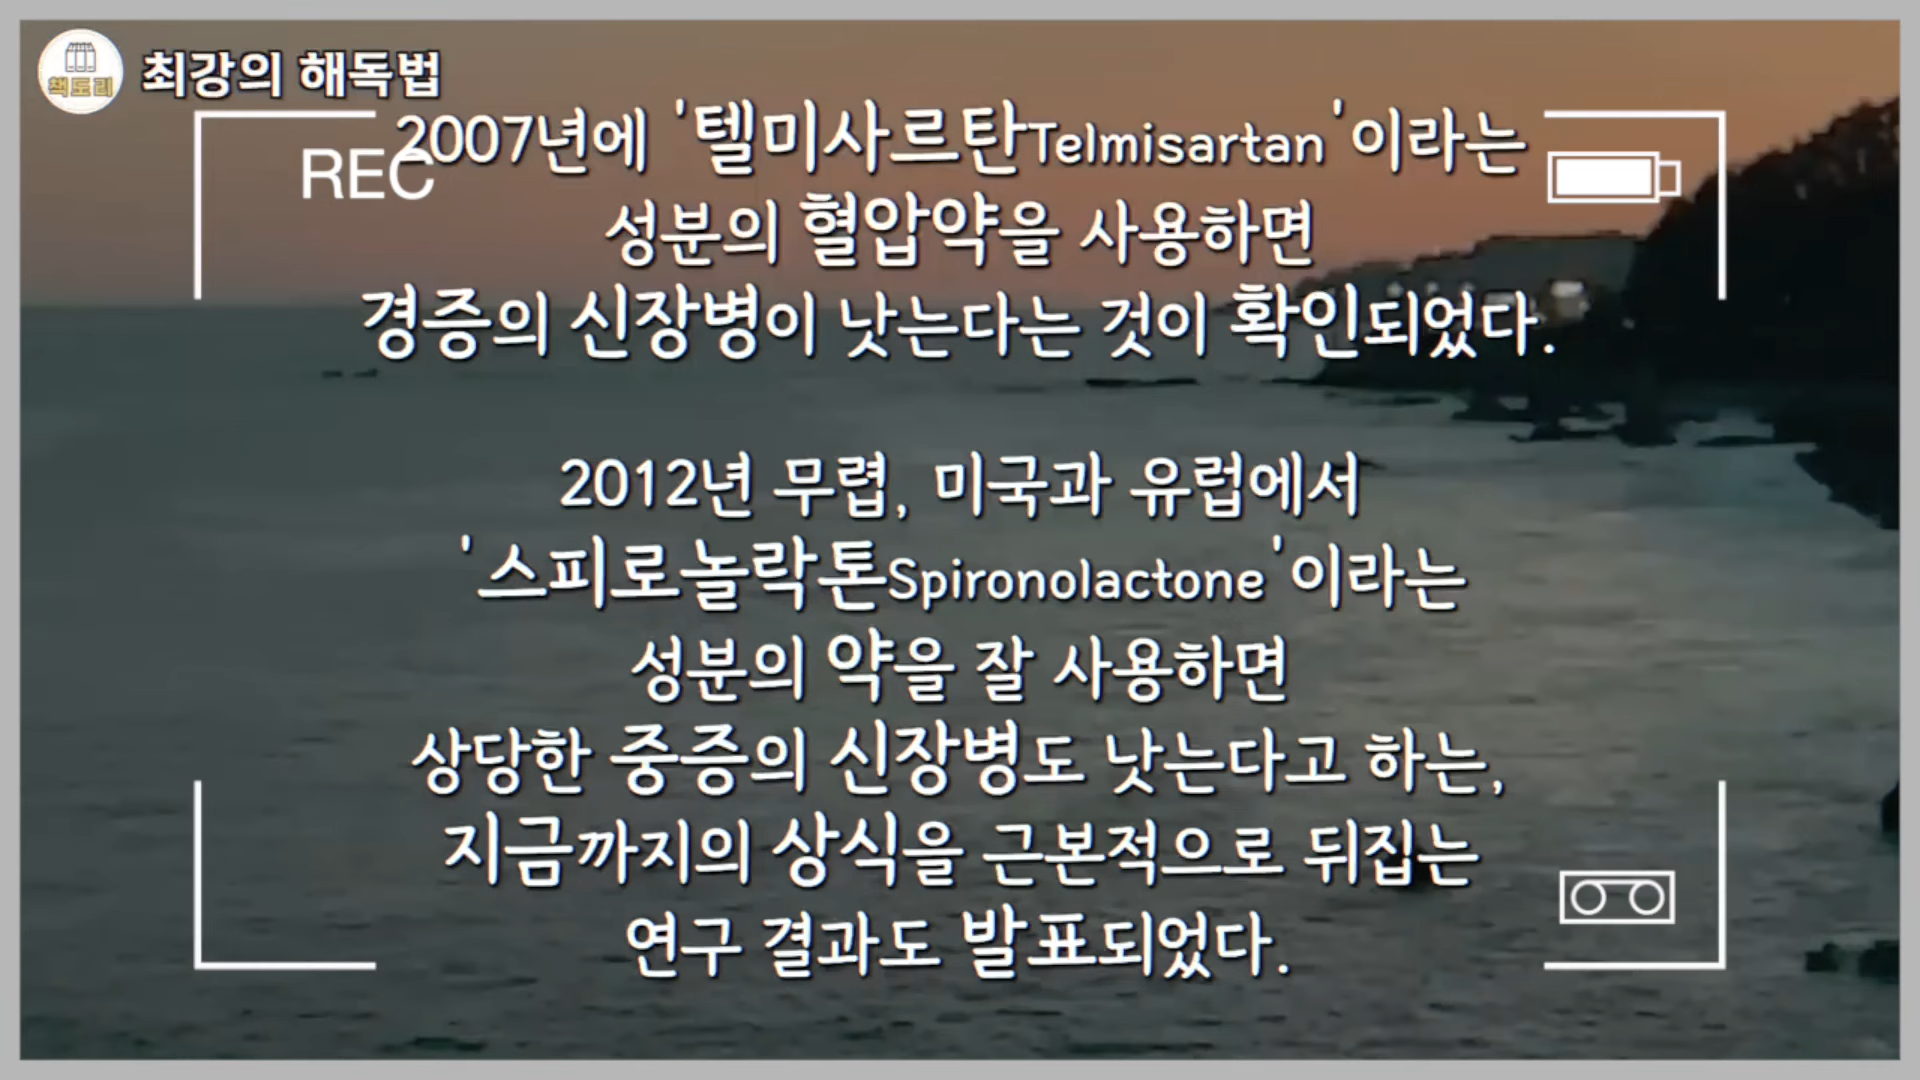 책도리
최강의 해독법
REC
2007년에 '텔미사르탄Telmisartan'이라는
성분의 혈압약을 사용하면
경증의 신장병이 낫는다는 것이 확인되었다.
2012년 무렵, 미국과 유럽에서
'스피로놀락톤Spironolactone'이라는
성분의 약을 잘 사용하면
상당한 중증의 신장병도 낫는다고 하는,
지금까지의 상식을 근본적으로 뒤집는
연구 결과도 발표되었다.